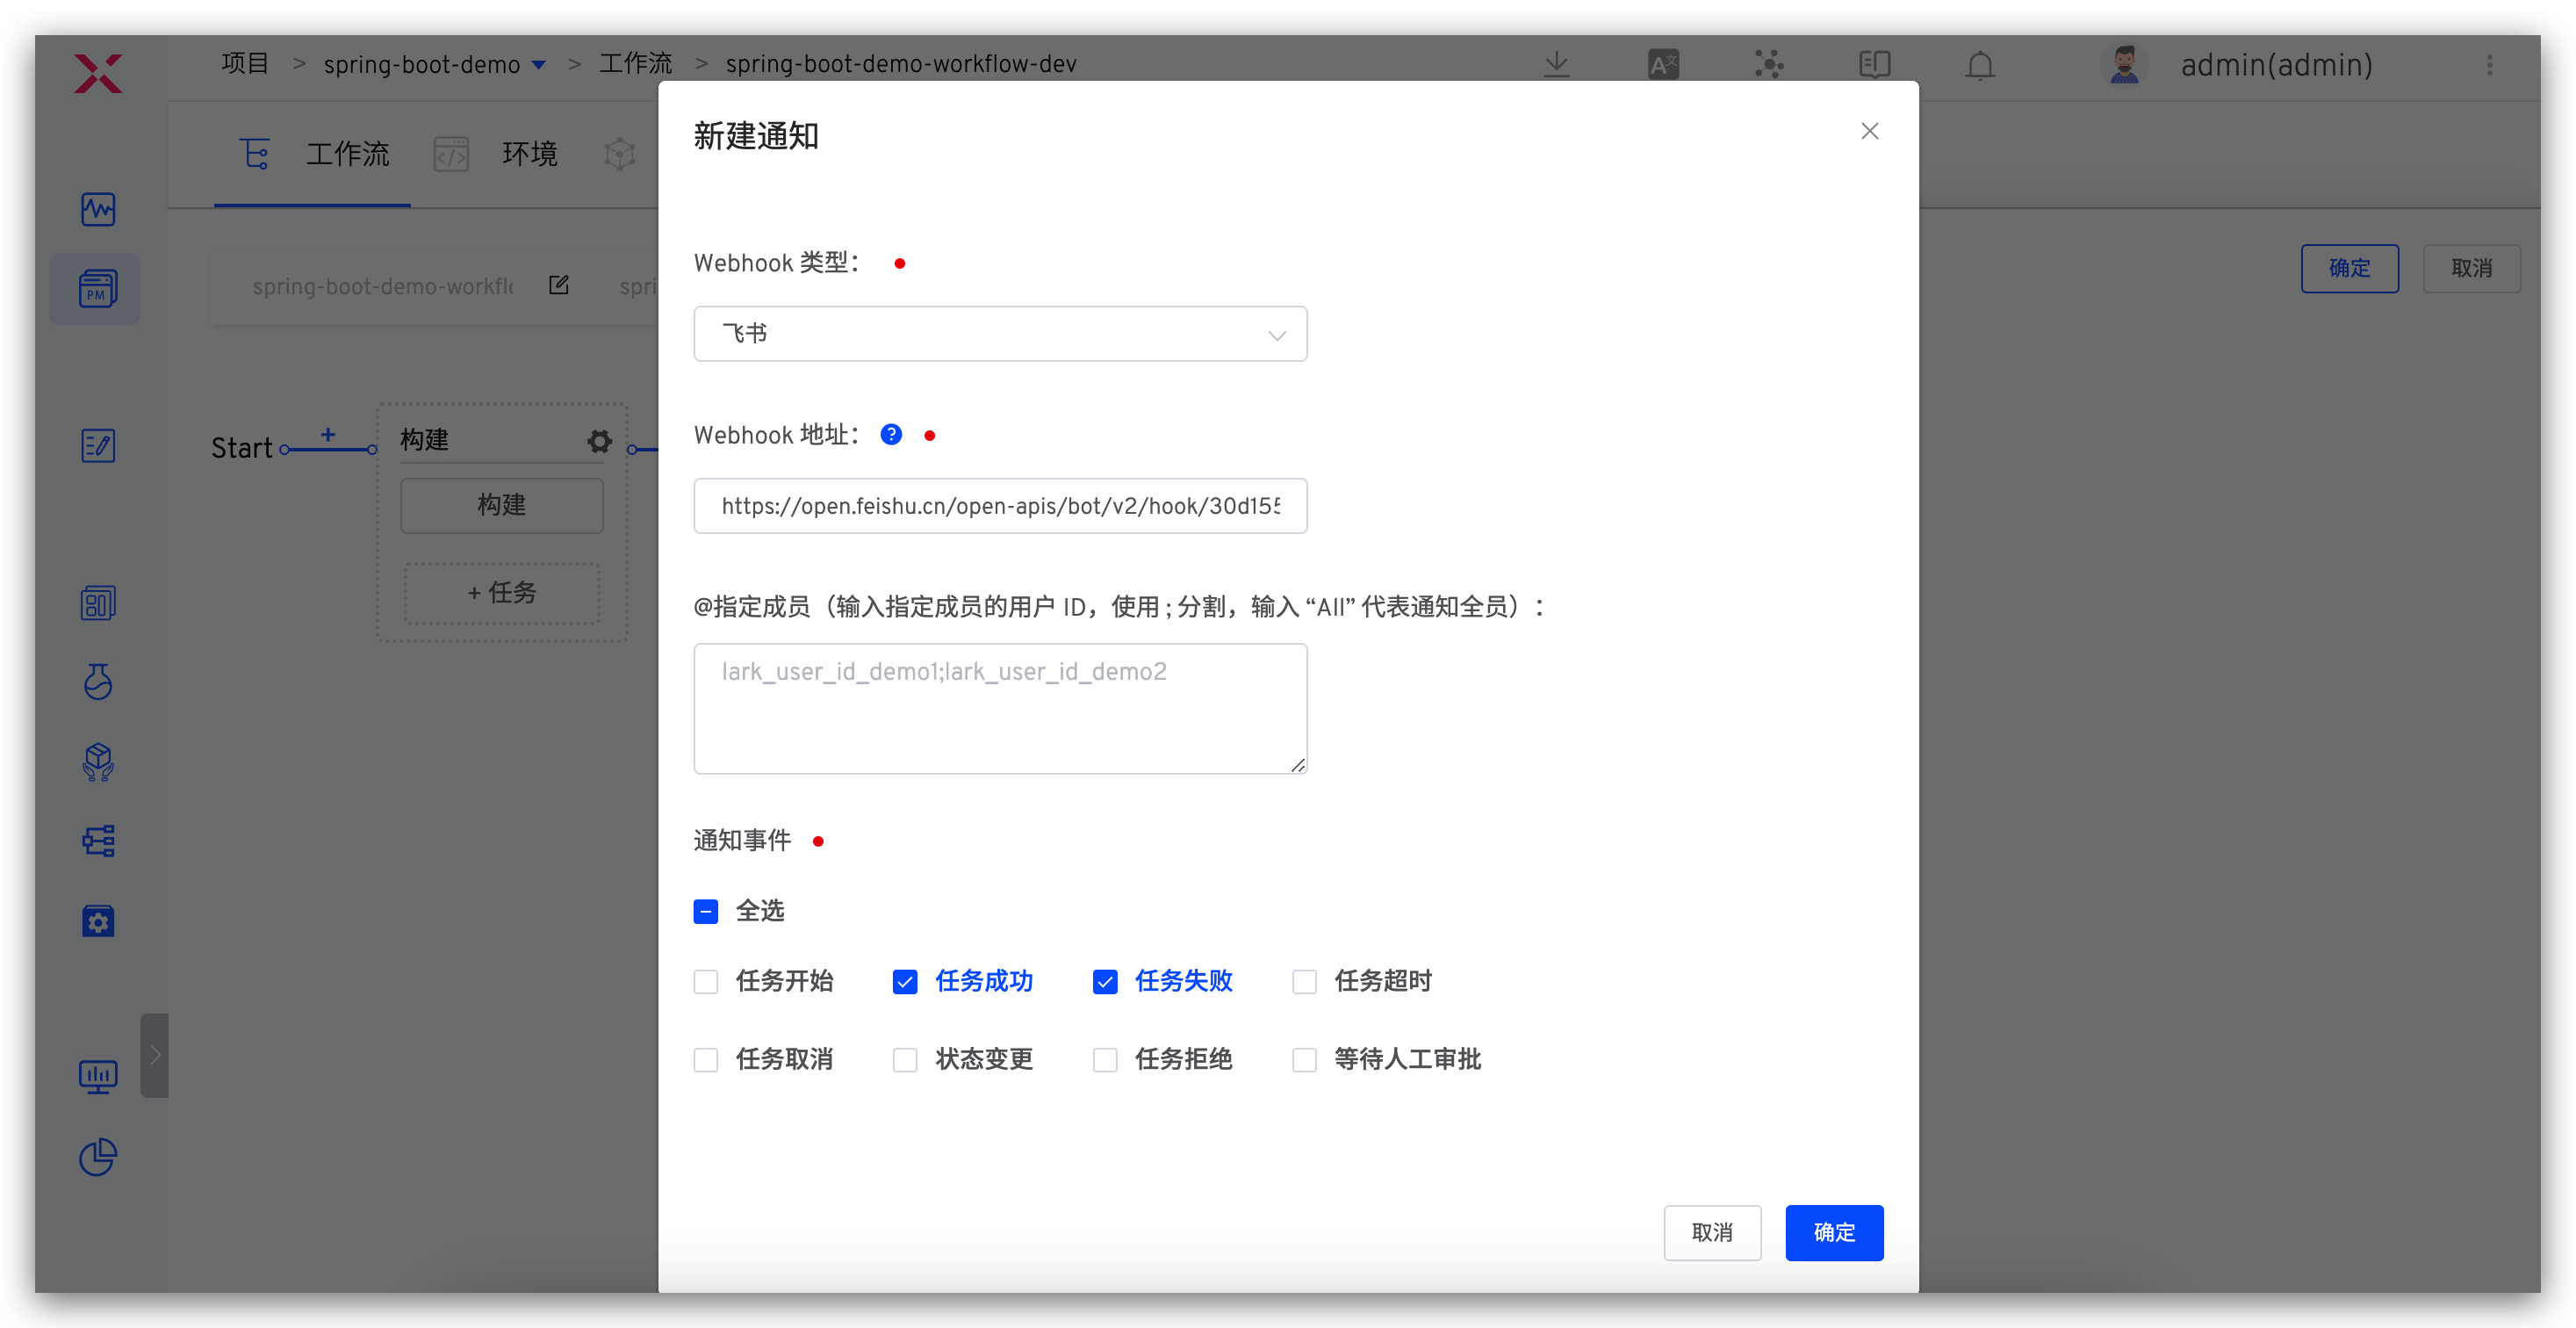 项目 > spring-boot-demo > 工作流 > spring-boot-demo-workflow-dev
admin(admin)
工作流 环境
新建通知
PM
Webhook 类型：
确定 取消
spring-boot-demo-workfl
spri
飞书
Webhook 地址：
Start
构建
https://open.feishu.cn/open-apis/bot/v2/hook/30d155
构建
+ 任务
@指定成员（输入指定成员的用户 ID，使用 ; 分割，输入 “All” 代表通知全员）：
lark_user_id_demo1;lark_user_id_demo2
通知事件
全选
任务开始 任务成功 任务失败 任务超时
任务取消 状态变更 任务拒绝 等待人工审批
取消 确定